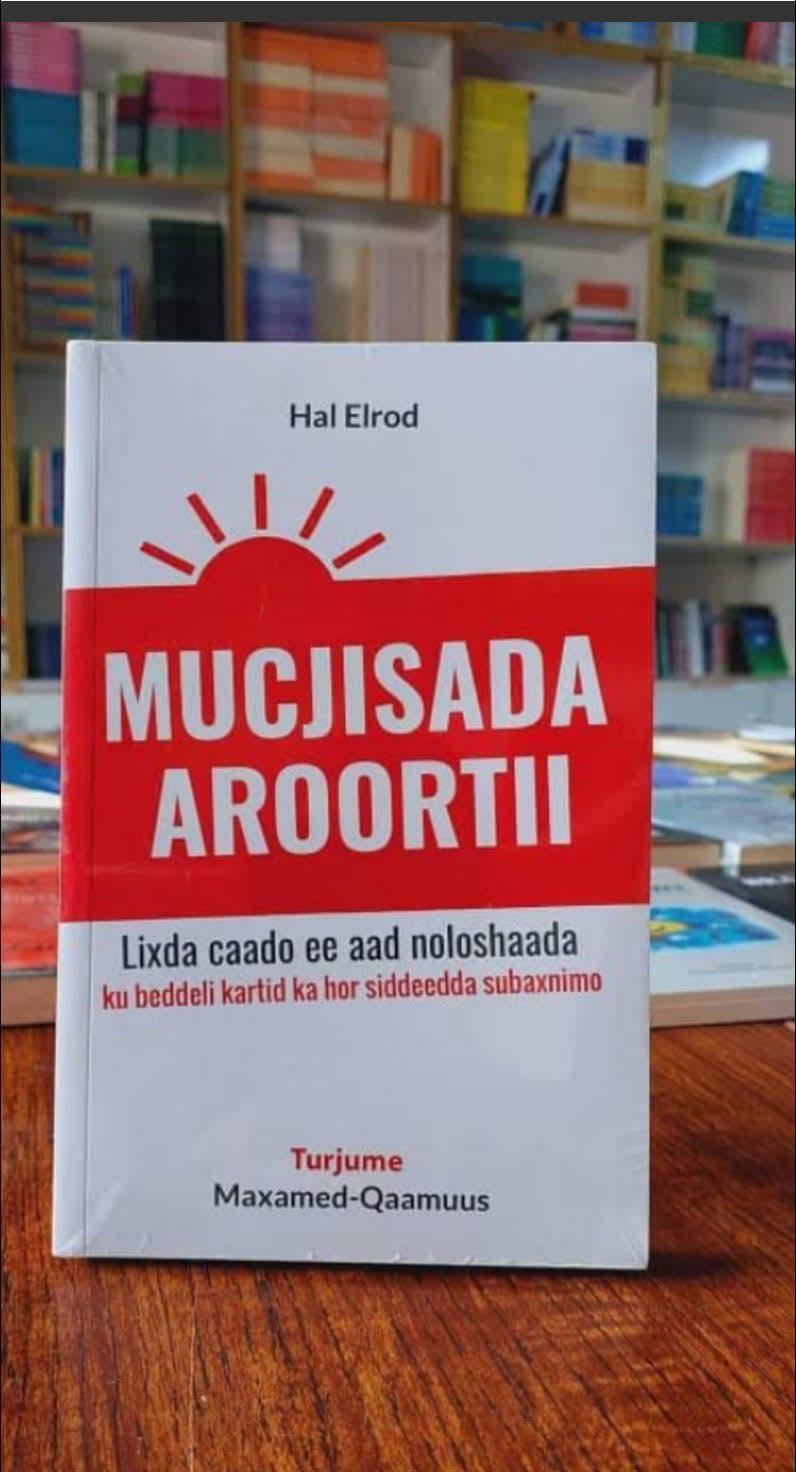 Hal Elrod
MUCJISADA
AROORTII
Lixda caado ee aad noloshaada
ku beddeli kartid ka hor siddeedda subaxnimo
Turjume
Maxamed-Qaamuus